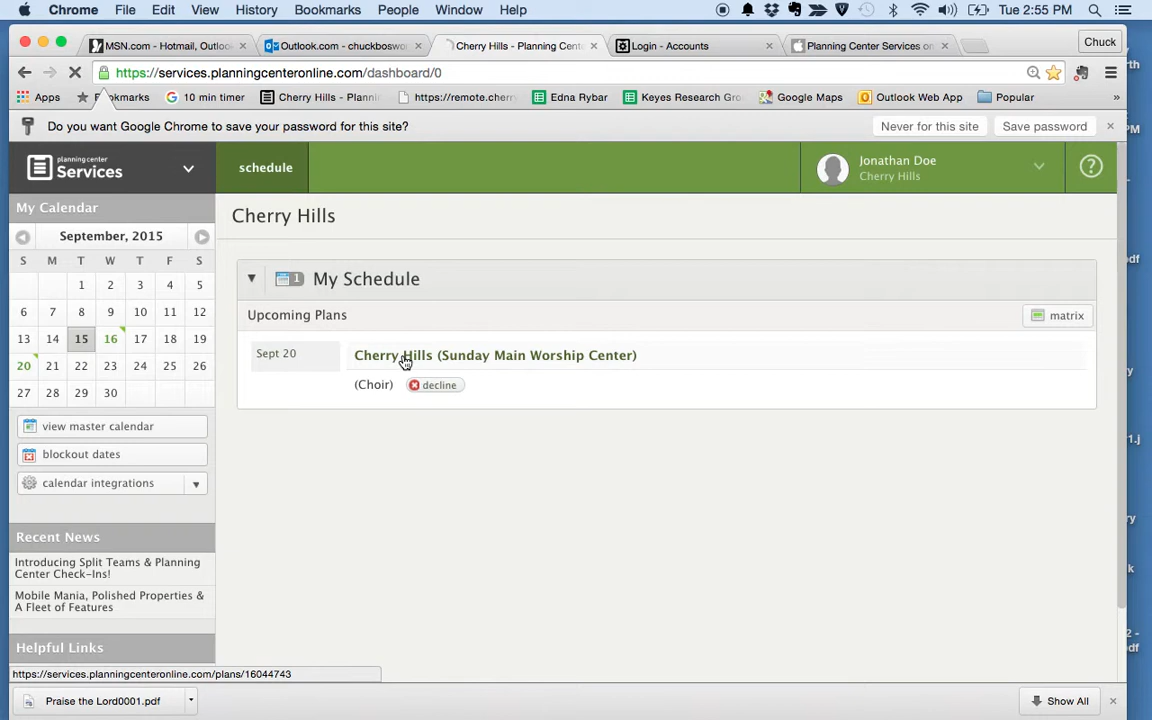 Chrome File Edit View History Bookmarks People Window Help Tue 2:55 PM
MSN.com - Hotmail, Outloo Outlook.com - chuckbosw Cherry Hills - Planning Cent Login - Accounts Planning Center Services on Chuck
https://services.planningcenteronline.com/dashboard/0
Apps Bookmarks 10 min timer Cherry Hills - Plannin https://remote.cherry Edna Rybar Keyes Research Gro Google Maps Outlook Web App Popular »
Do you want Google Chrome to save your password for this site? Never for this site Save password
planning center
Services
schedule
Jonathan Doe
Cherry Hills
My Calendar
September, 2015
S M T W T F S
1 2 3 4 5
6 7 8 9 10 11 12
13 14 15 16 17 18 19
20 21 22 23 24 25 26
27 28 29 30
view master calendar
blockout dates
calendar integrations
Recent News
Introducing Split Teams & Planning
Center Check-Ins!
Mobile Mania, Polished Properties &
A Fleet of Features
Helpful Links
Cherry Hills
1 My Schedule
Upcoming Plans matrix
Sept 20 Cherry Hills (Sunday Main Worship Center)
(Choir) decline
https://services.planningcenteronline.com/plans/16044743
Praise the Lord0001.pdf Show All